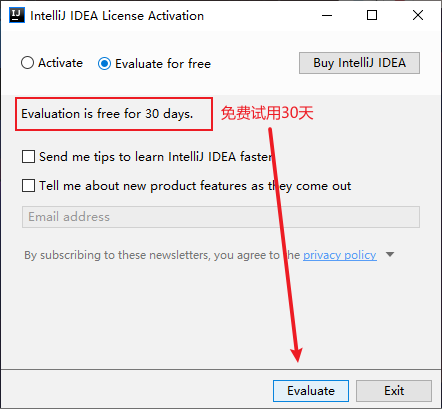 IntelliJ IDEA License Activation
Activate Evaluate for free Buy IntelliJ IDEA
Evaluation is free for 30 days. 免费试用30天
Send me tips to learn IntelliJ IDEA faster
Tell me about new product features as they come out
Email address
By subscribing to these newsletters, you agree to the privacy policy
Evaluate Exit